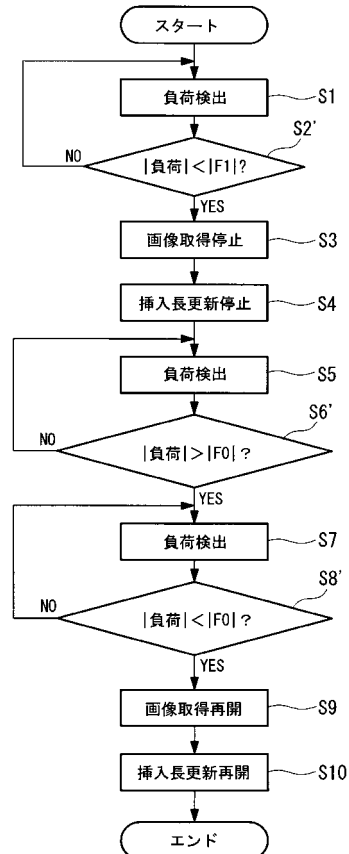 スタート
負荷検出
S1
S2'
|負荷|<|F1|?
NO
YES
画像取得停止
S3
挿入長更新停止
S4
負荷検出
S5
S6'
|負荷|>|F0|?
NO
YES
負荷検出
S7
S8'
|負荷|<|F0|?
NO
YES
画像取得再開
S9
挿入長更新再開
S10
エンド